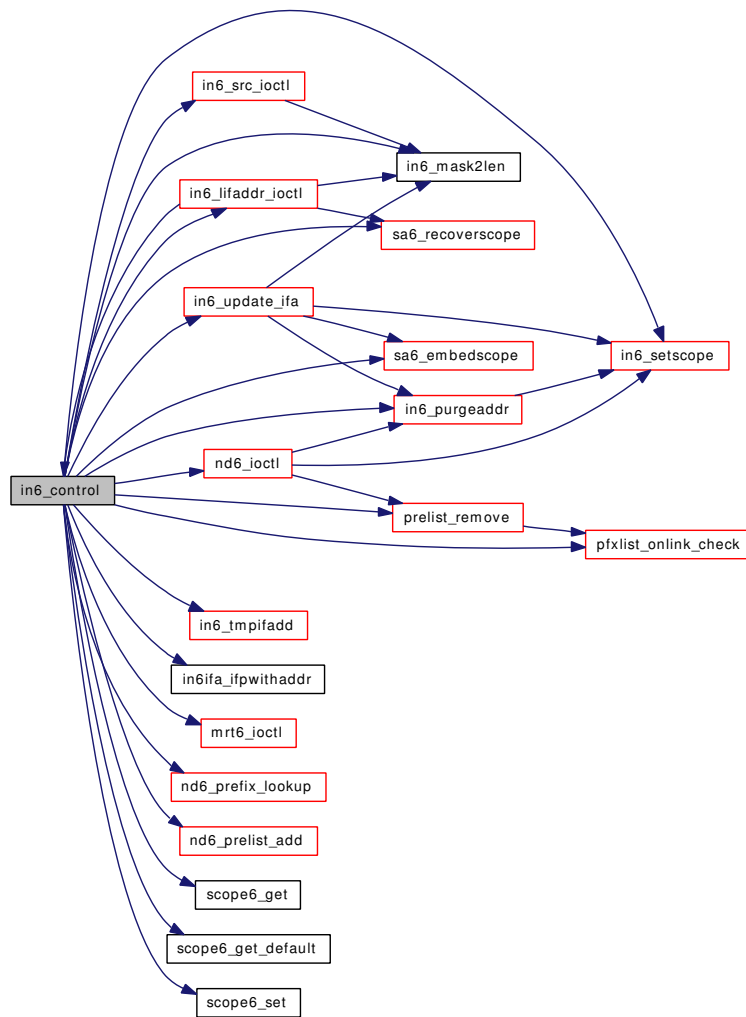 in6_src_ioctl
in6_mask2len
in6_lifaddr_ioctl
sa6_recoverscope
in6_update_ifa
sa6_embedscope
in6_setscope
in6_purgeaddr
nd6_ioctl
in6_control
prelist_remove
pfxlist_onlink_check
in6_tmpifadd
in6ifa_ifpwithaddr
mrt6_ioctl
nd6_prefix_lookup
nd6_prelist_add
scope6_get
scope6_get_default
scope6_set